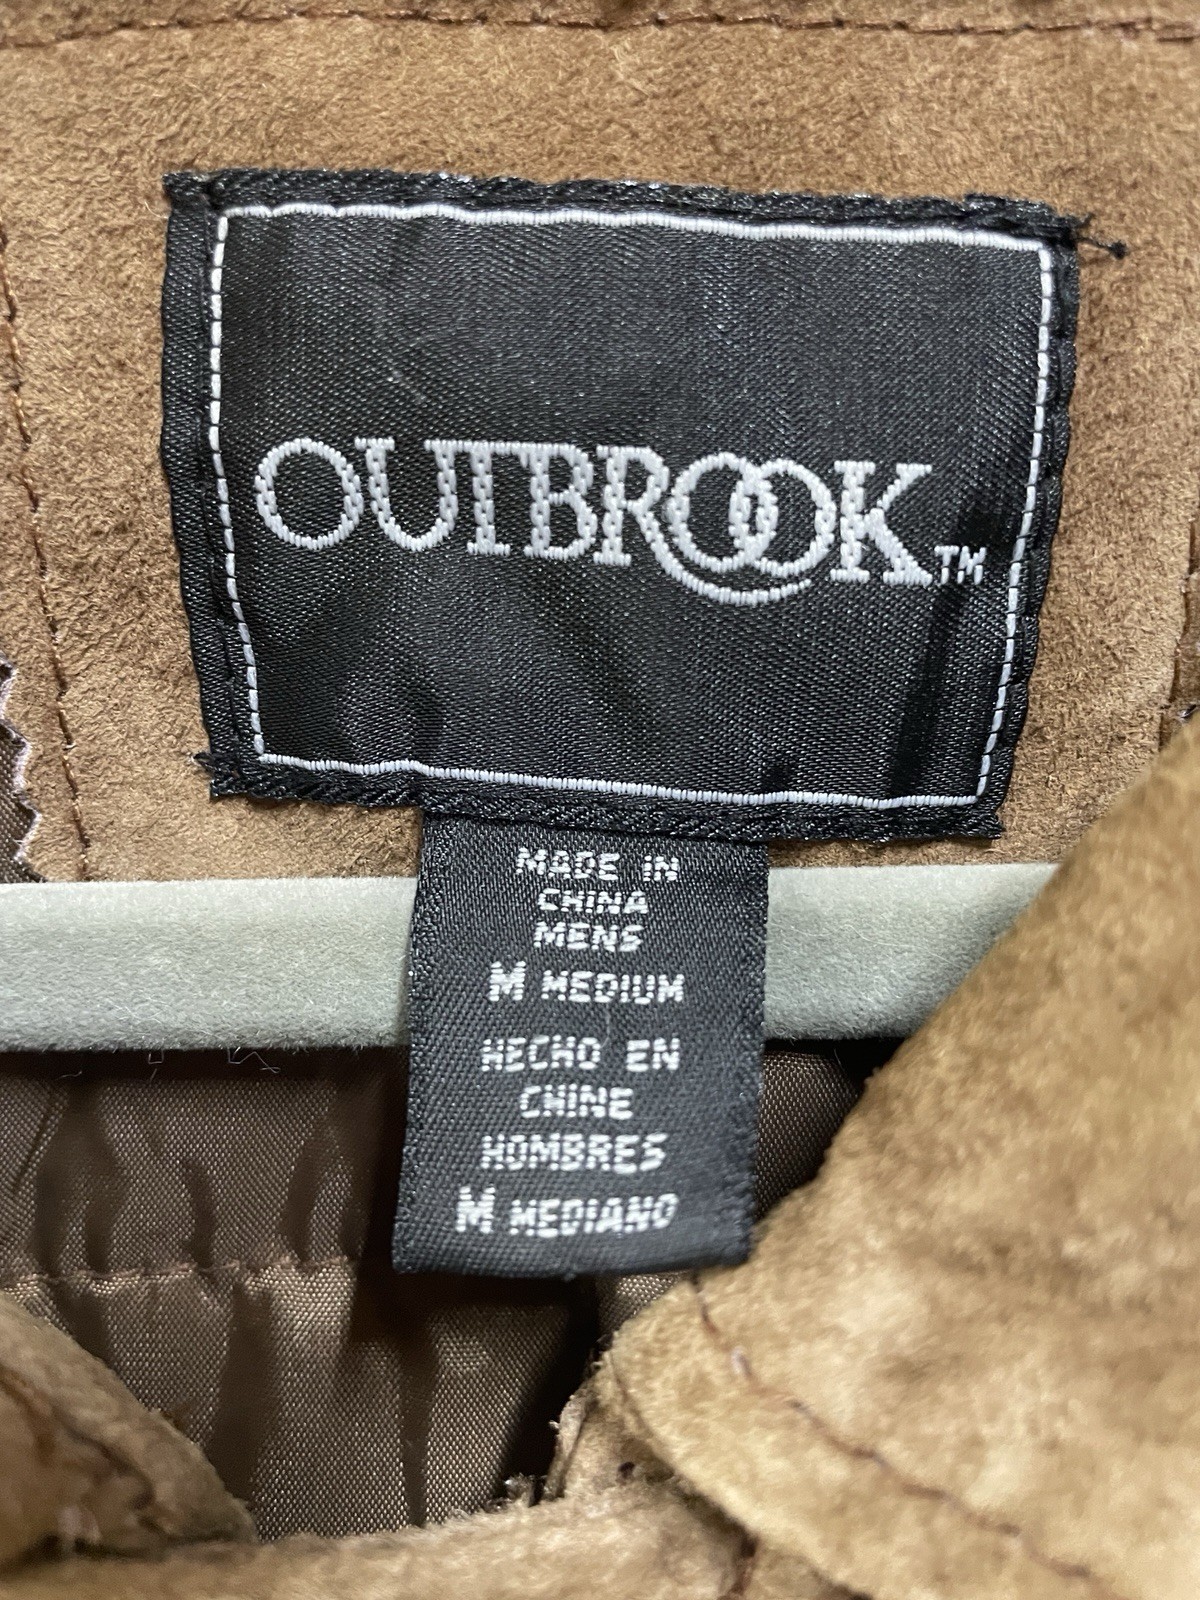 OUTBROOK™
MADE IN
CHINA
MENS
M MEDIUM
HECHO EN
CHINE
HOMBRES
M MEDIANO